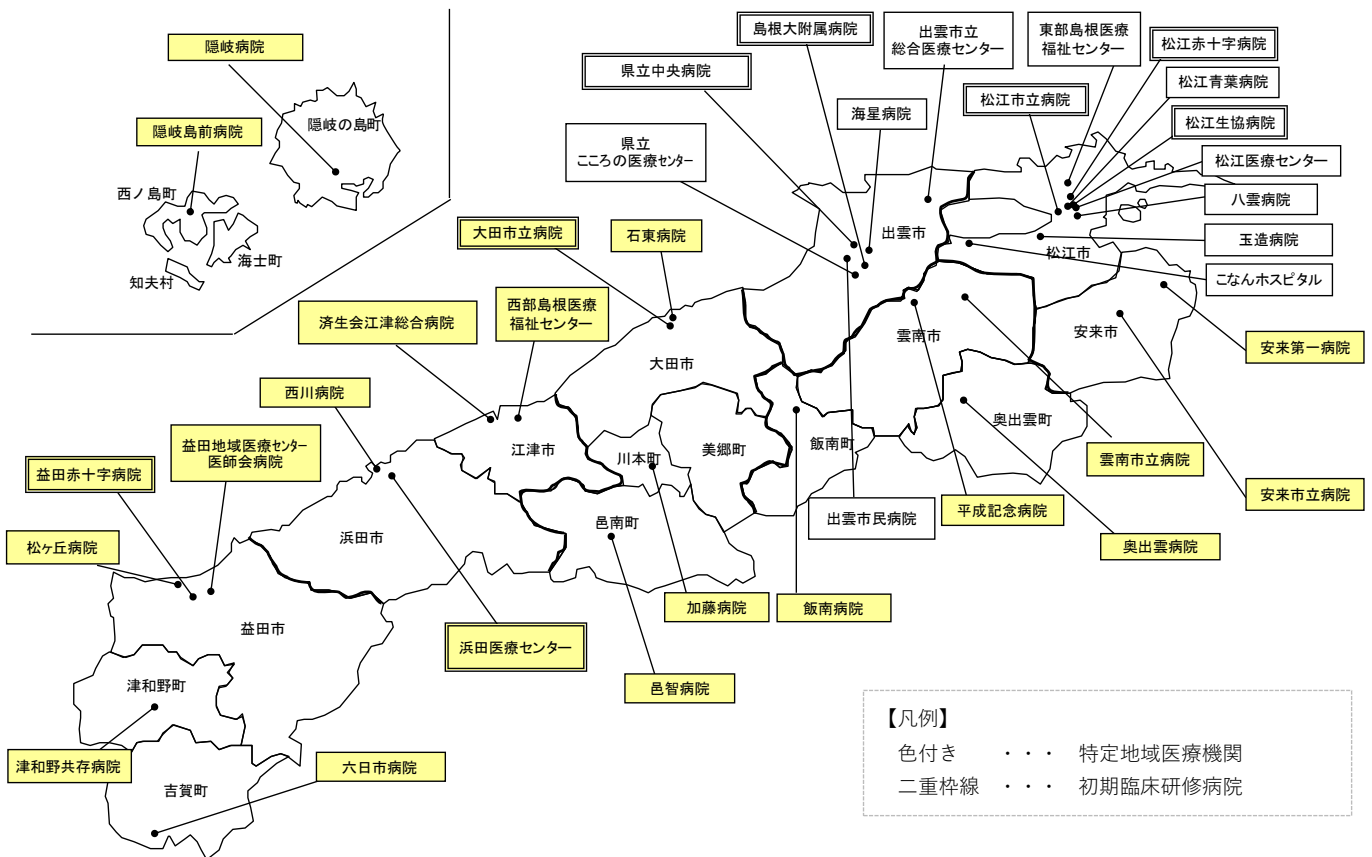 隠岐病院
隠岐島前病院
隠岐の島町
西ノ島町
海士町
知夫村
島根大附属病院
県立中央病院
県立
こころの医療センター
海星病院
出雲市立
総合医療センター
東部島根医療
福祉センター
松江赤十字病院
松江青葉病院
松江市立病院
松江生協病院
松江医療センター
八雲病院
玉造病院
こなんホスピタル
出雲市
松江市
安来市
雲南市
奥出雲町
飯南町
大田市
美郷町
川本町
江津市
邑南町
浜田市
益田市
津和野町
吉賀町
大田市立病院
石東病院
西部島根医療
福祉センター
済生会江津総合病院
西川病院
益田地域医療センター
医師会病院
益田赤十字病院
松ヶ丘病院
安来第一病院
安来市立病院
雲南市立病院
平成記念病院
奥出雲病院
出雲市民病院
飯南病院
加藤病院
邑智病院
浜田医療センター
津和野共存病院
六日市病院
【凡例】
色付き ・・・ 特定地域医療機関
二重枠線 ・・・ 初期臨床研修病院